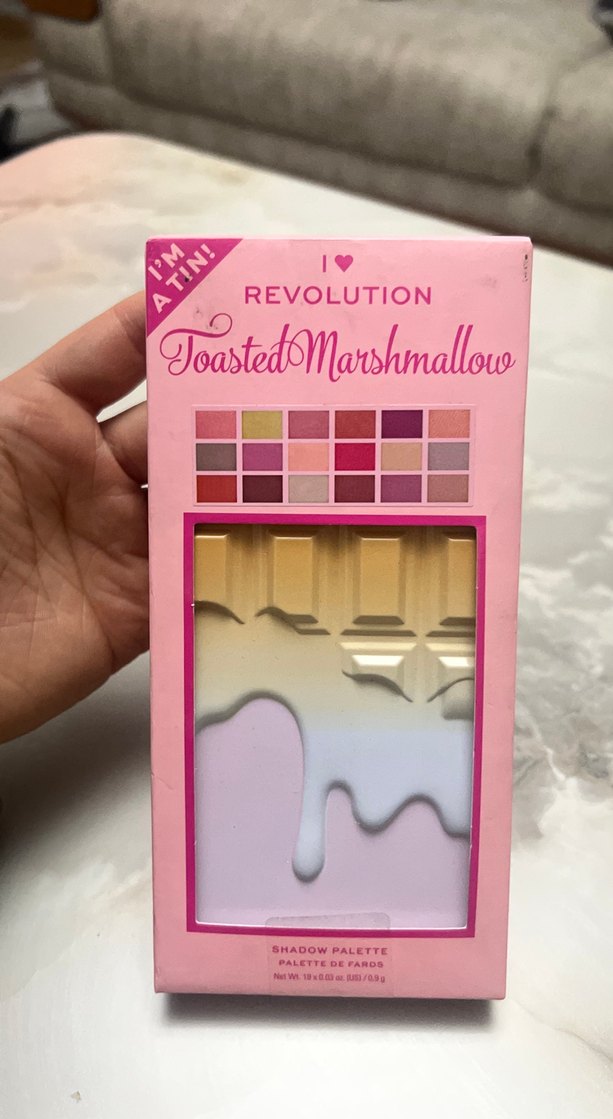 I'M
A TIN!
I ♥
REVOLUTION
Toasted Marshmallow
SHADOW PALETTE
PALETTE DE FARDS
Net Wt. 18 x 0.03 oz. (US) / 0.9 g